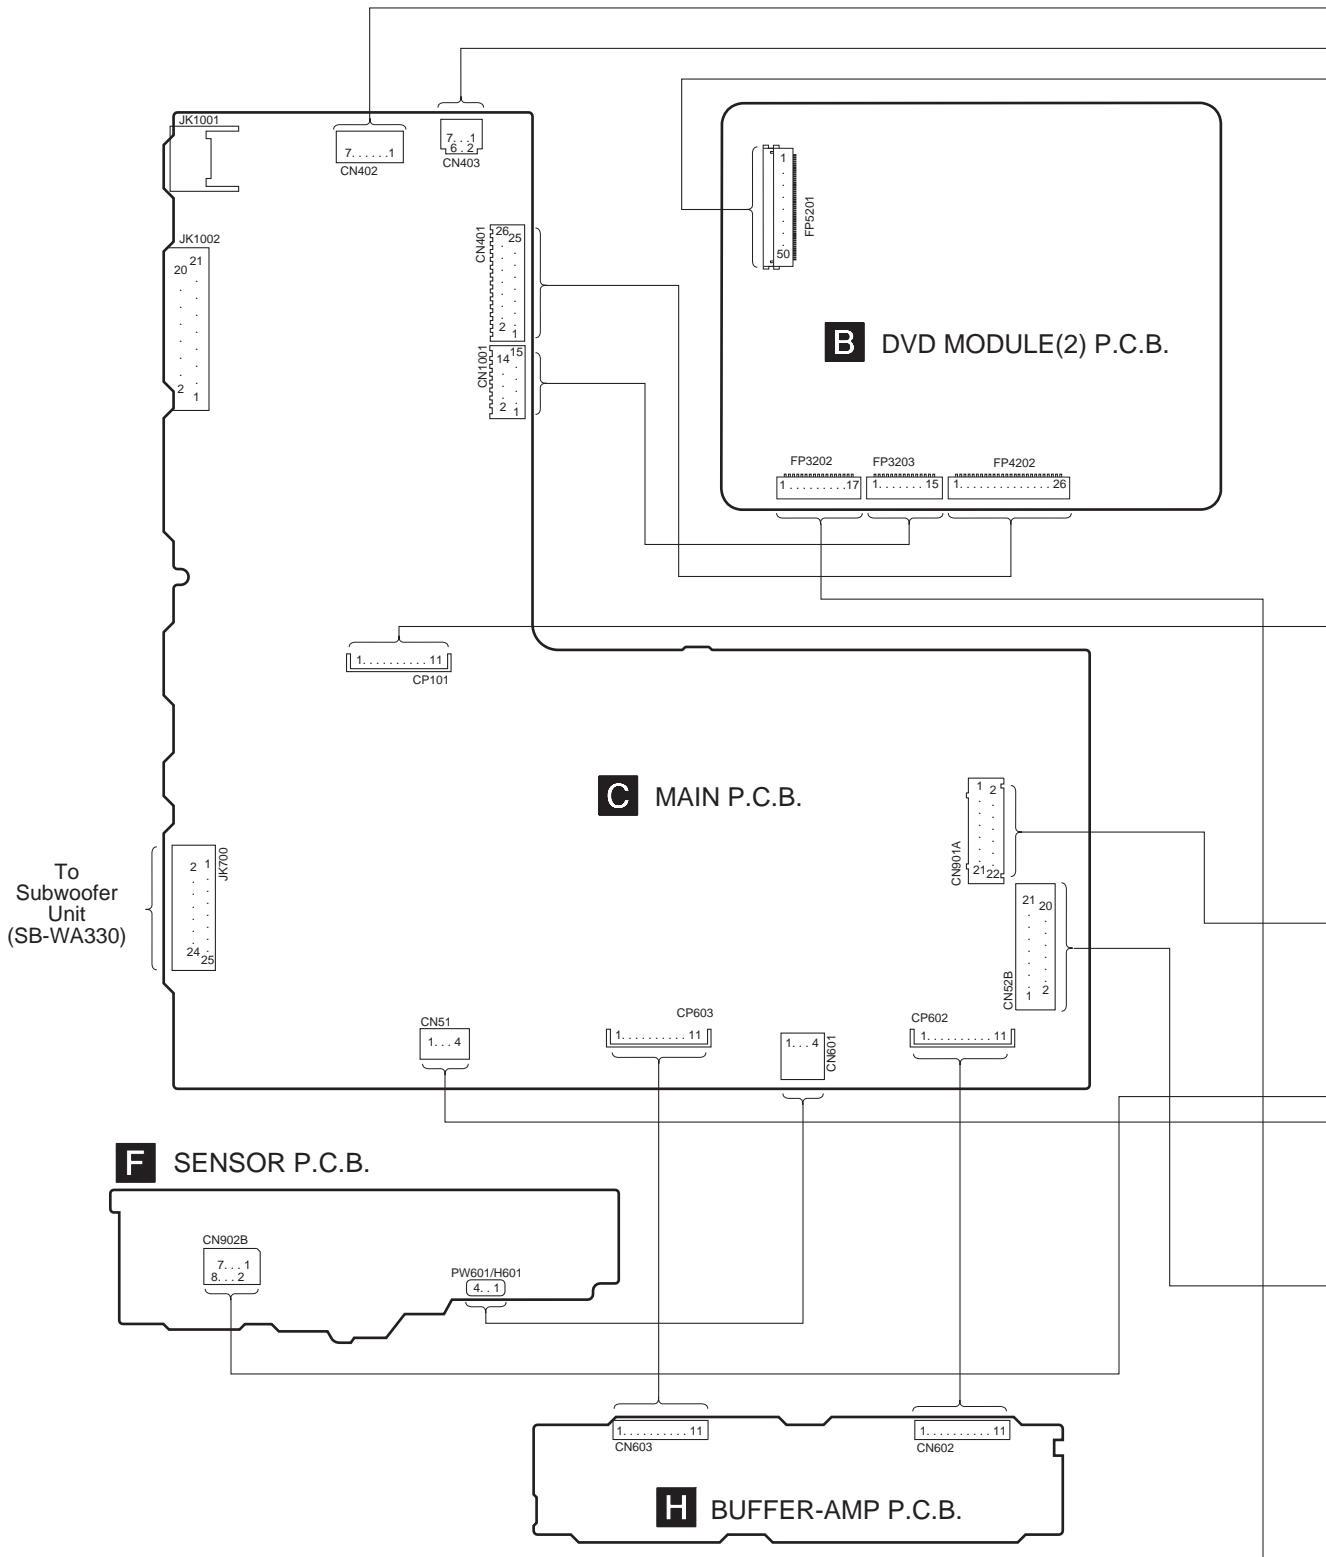 JK1001
7......1
CN402
7...1
6.2
CN403
JK1002
21
20
2
1
CN401
26
25
2
1
CN1001
15
14
2
1
1
50
FP5201
B DVD MODULE(2) P.C.B.
FP3202
1.........17
FP3203
1.......15
FP4202
1..............26
1..........11
CP101
C MAIN P.C.B.
1
2
21
22
CN901A
To
Subwoofer
Unit
(SB-WA330)
2
1
24
25
JK700
21
20
1
2
CN52B
CN51
1...4
CP603
1..........11
1...4
CN601
CP602
1..........11
F SENSOR P.C.B.
CN902B
7...1
8...2
PW601/H601
4..1
1..........11
CN603
1..........11
CN602
H BUFFER-AMP P.C.B.